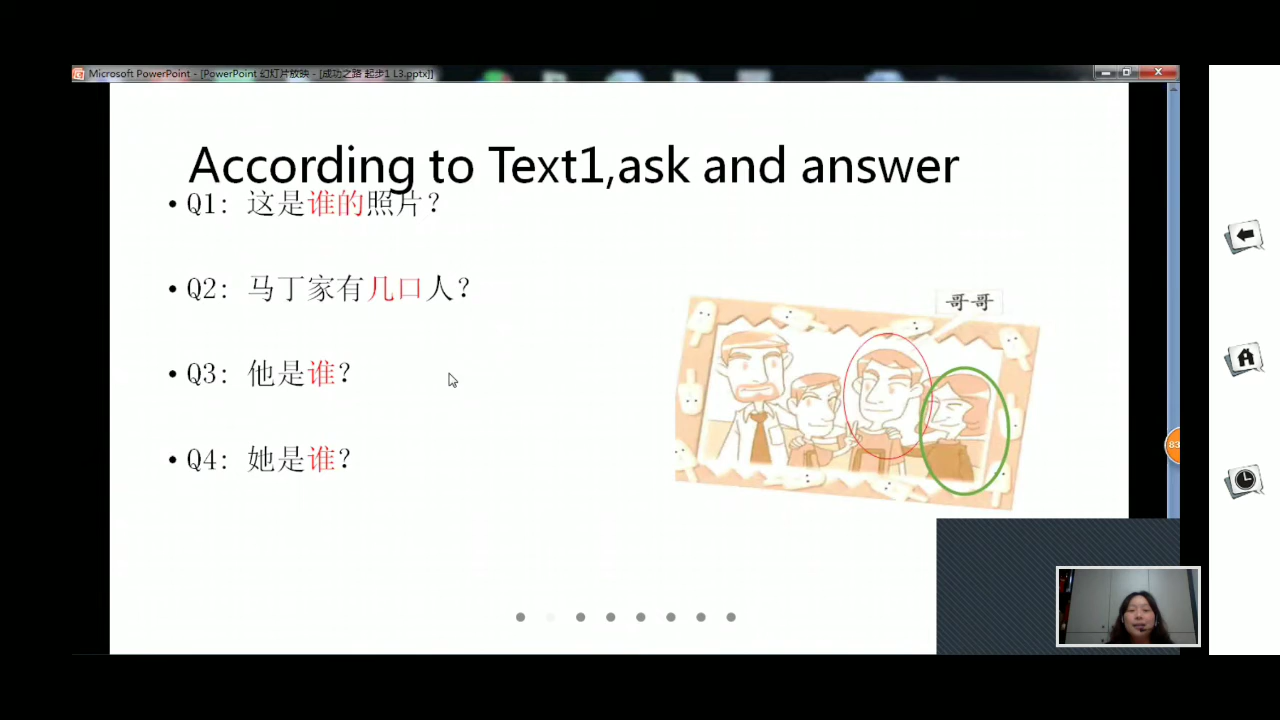 Microsoft PowerPoint - [PowerPoint 幻灯片放映 - [成功之路 起步1 L3.pptx]]
According to Text1,ask and answer
• Q1: 这是谁的照片?
• Q2: 马丁家有几口人?
哥哥
• Q3: 他是谁?
• Q4: 她是谁?
83